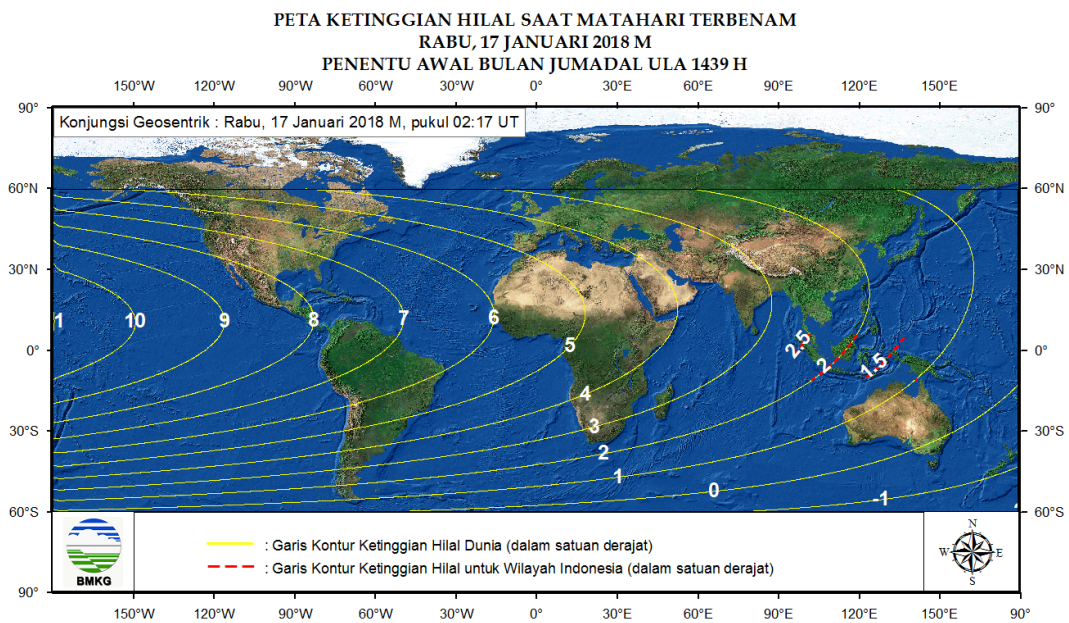 PETA KETINGGIAN HILAL SAAT MATAHARI TERBENAM
RABU, 17 JANUARI 2018 M
PENENTU AWAL BULAN JUMADAL ULA 1439 H
150°W 120°W 90°W 60°W 30°W 0° 30°E 60°E 90°E 120°E 150°E
90° 90°
Konjungsi Geosentrik : Rabu, 17 Januari 2018 M, pukul 02:17 UT
60°N 60°N
30°N 30°N
1 10 9 8 7 6 5 4 3 2 1 0 -1
2.5 2 1.5
0° 0°
30°S 30°S
60°S 60°S
BMKG
: Garis Kontur Ketinggian Hilal Dunia (dalam satuan derajat)
: Garis Kontur Ketinggian Hilal untuk Wilayah Indonesia (dalam satuan derajat)
N
W E
S
90° 90°
150°W 120°W 90°W 60°W 30°W 0° 30°E 60°E 90°E 120°E 150°E 90°